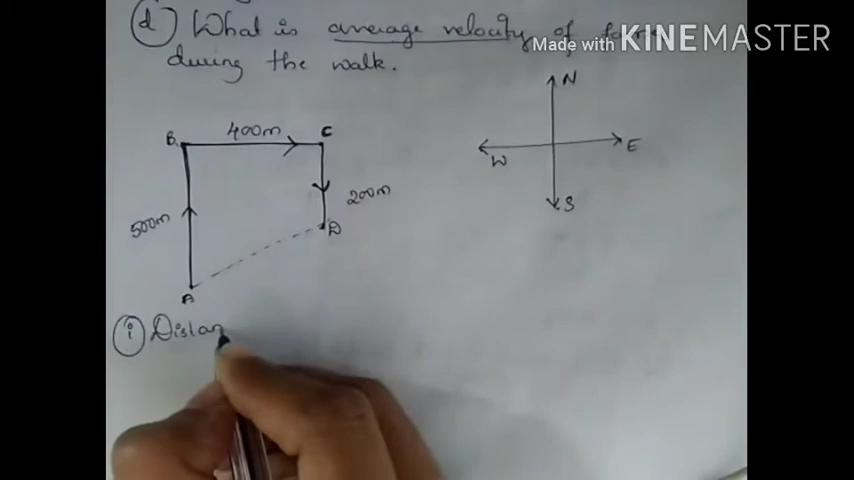 d What is average velocity of
during the walk.
Made with KINEMASTER
N
B 400m C
W E
200m
500m
S
D
A
i Distan